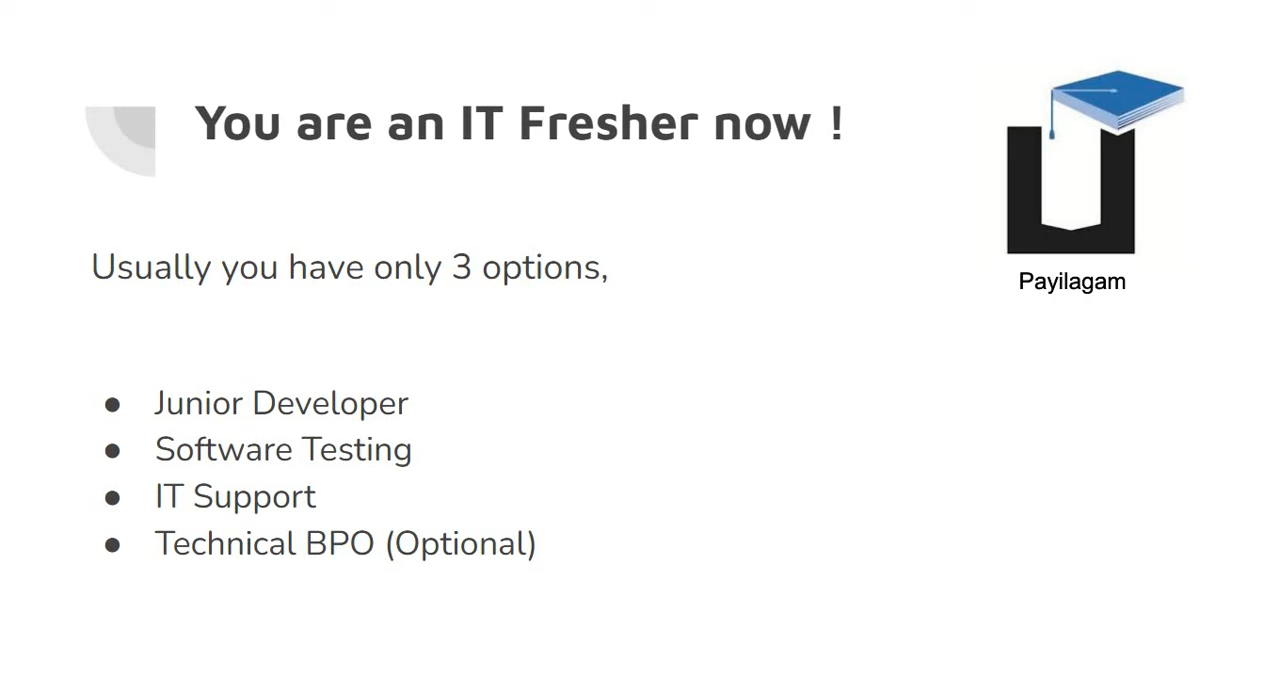 You are an IT Fresher now !
Payilagam
Usually you have only 3 options,
● Junior Developer
● Software Testing
● IT Support
● Technical BPO (Optional)